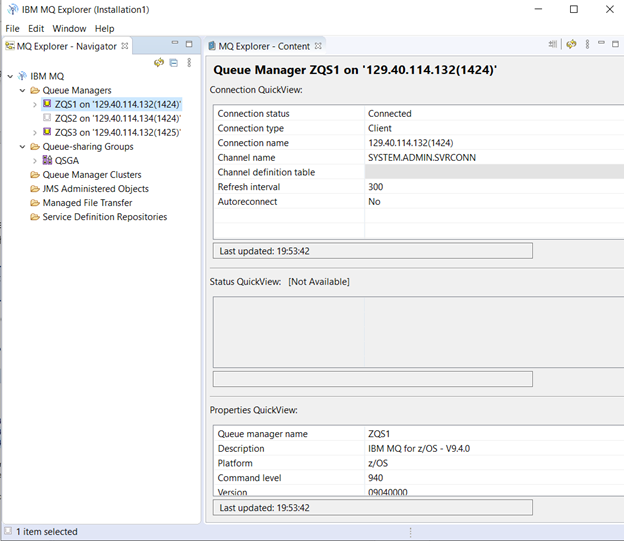 IBM MQ Explorer (Installation1)
File Edit Window Help
MQ Explorer - Navigator
IBM MQ
Queue Managers
ZQS1 on '129.40.114.132(1424)'
ZQS2 on '129.40.114.134(1424)'
ZQS3 on '129.40.114.132(1425)'
Queue-sharing Groups
QSGA
Queue Manager Clusters
JMS Administered Objects
Managed File Transfer
Service Definition Repositories
MQ Explorer - Content
Queue Manager ZQS1 on '129.40.114.132(1424)'
Connection QuickView:
Connection status Connected
Connection type Client
Connection name 129.40.114.132(1424)
Channel name SYSTEM.ADMIN.SVRCONN
Channel definition table
Refresh interval 300
Autoreconnect No
Last updated: 19:53:42
Status QuickView: [Not Available]
Properties QuickView:
Queue manager name ZQS1
Description IBM MQ for z/OS - V9.4.0
Platform z/OS
Command level 940
Version 09040000
Last updated: 19:53:42
1 item selected